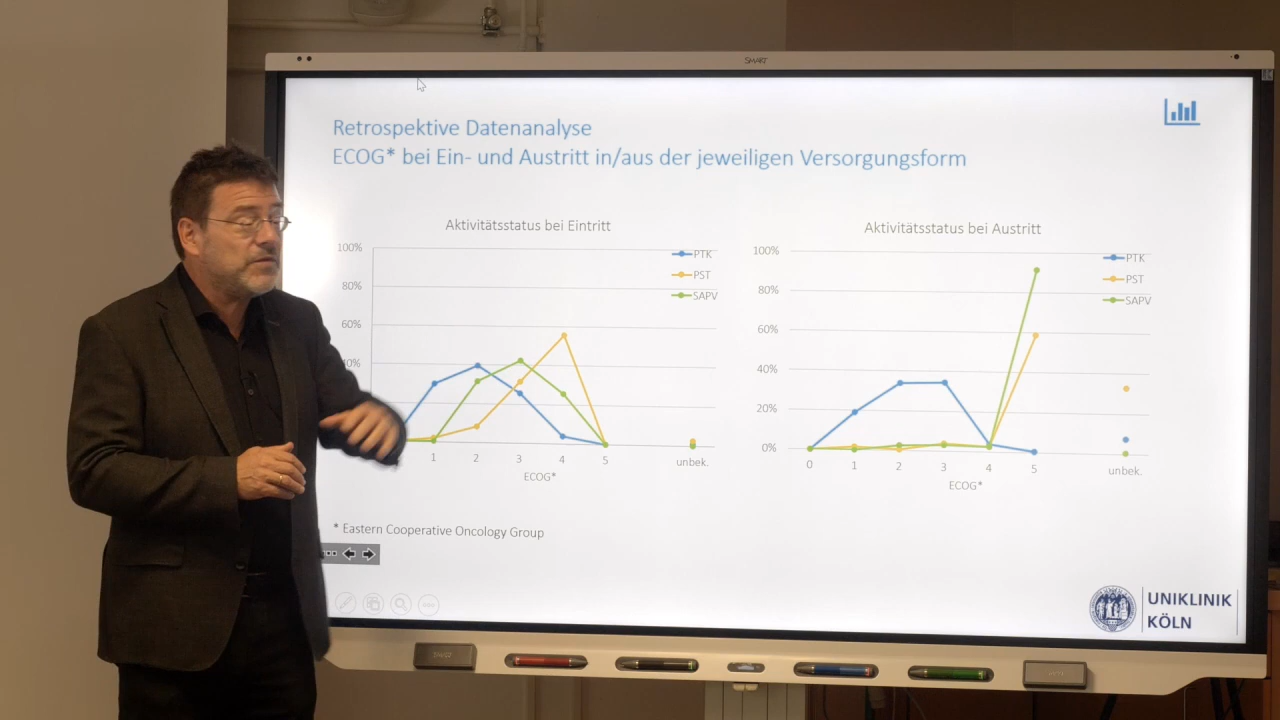 SMART
Retrospektive Datenanalyse
ECOG* bei Ein- und Austritt in/aus der jeweiligen Versorgungsform
Aktivitätsstatus bei Eintritt
100%
80%
60%
40%
PTK
PST
SAPV
1 2 3 4 5 unbek.
ECOG*
Aktivitätsstatus bei Austritt
100%
80%
60%
40%
20%
0%
PTK
PST
SAPV
0 1 2 3 4 5 unbek.
ECOG*
* Eastern Cooperative Oncology Group
UNIKLINIK
KÖLN